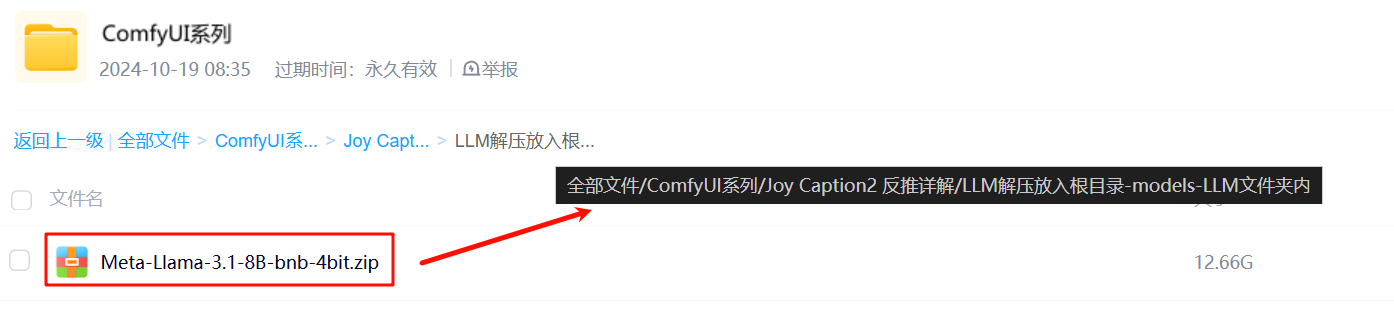 ComfyUI系列
2024-10-19 08:35 过期时间：永久有效 举报
返回上一级 | 全部文件 > ComfyUI系... > Joy Capt... > LLM解压放入根...
全部文件/ComfyUI系列/Joy Caption2 反推详解/LLM解压放入根目录-models-LLM文件夹内
文件名
Meta-Llama-3.1-8B-bnb-4bit.zip 12.66G